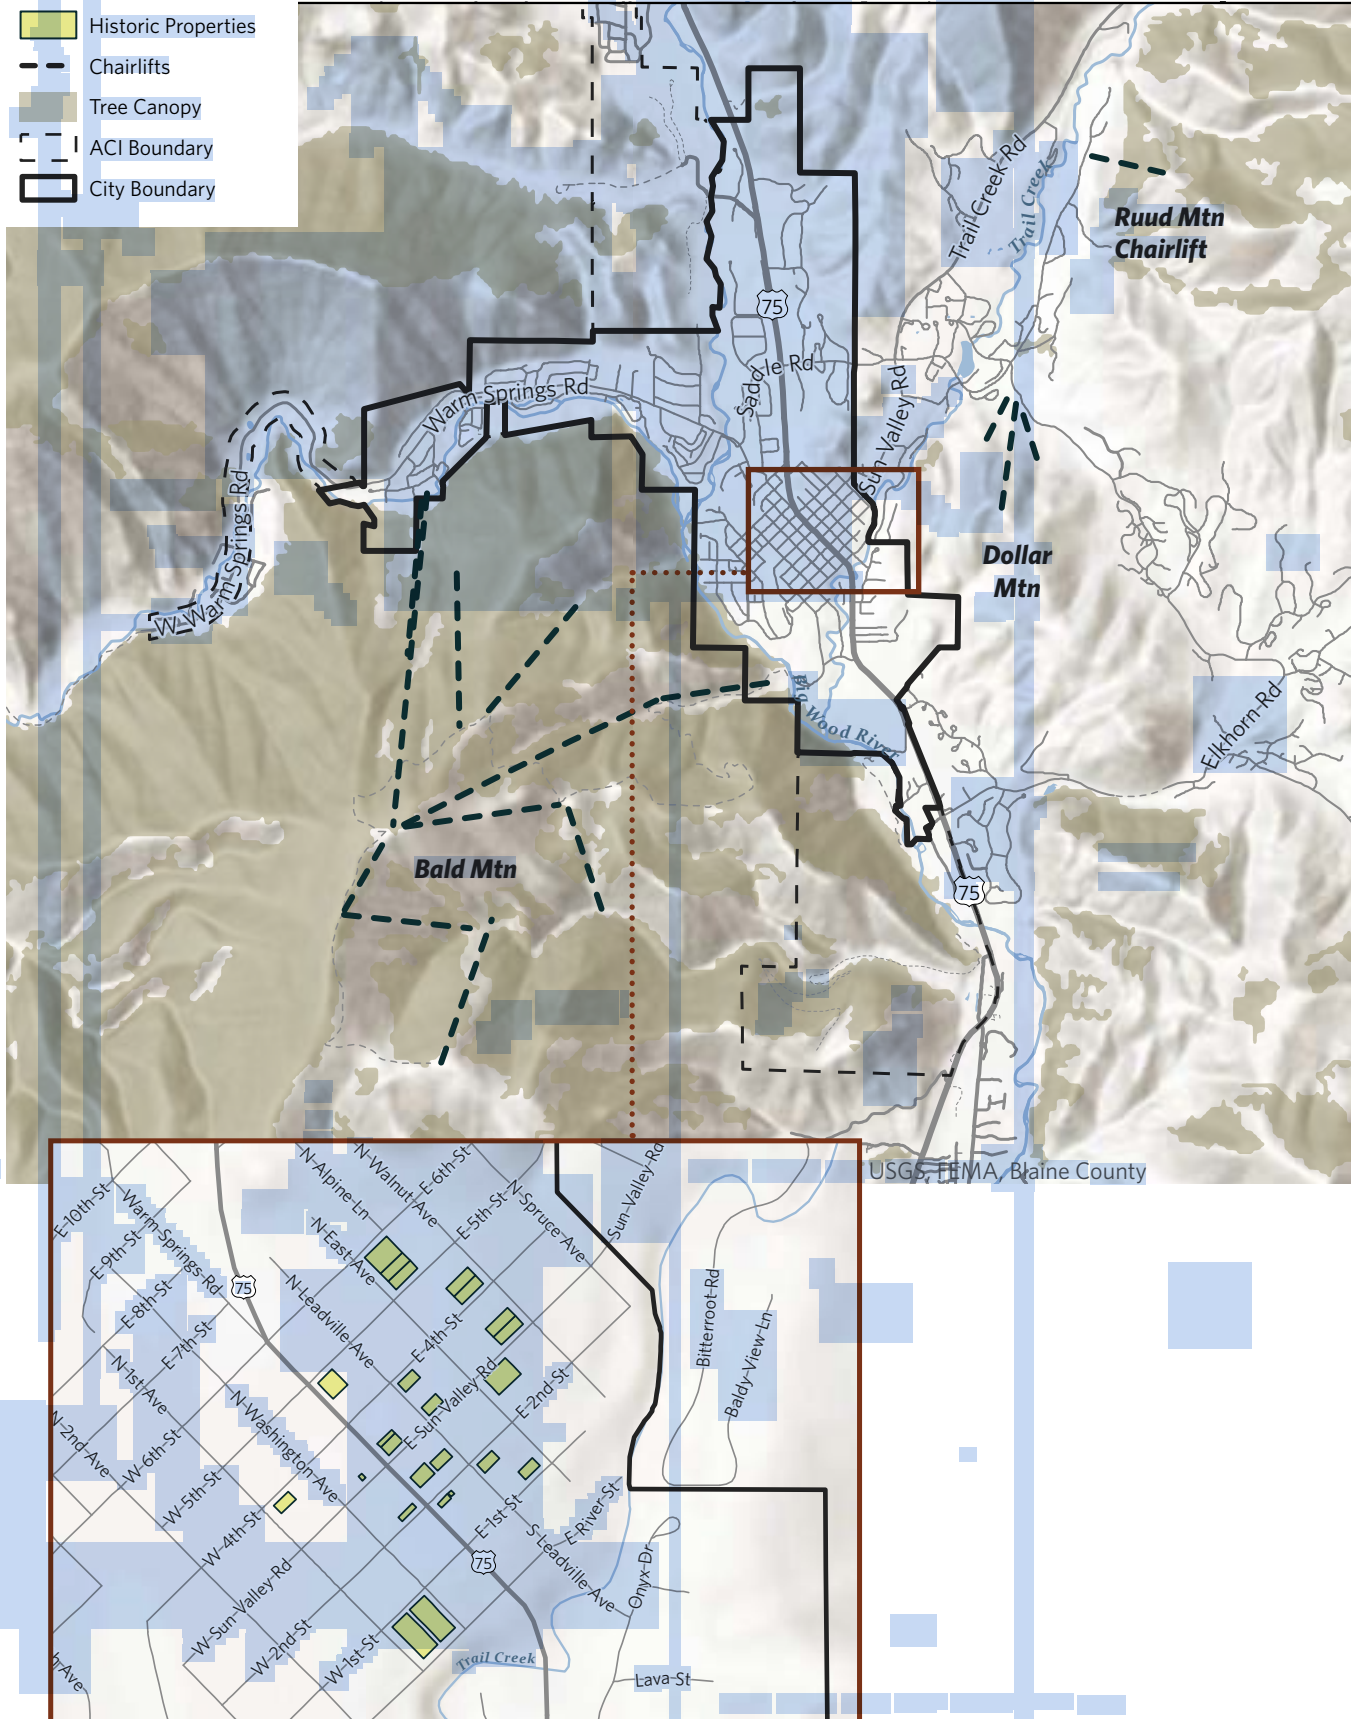 Historic Properties
Chairlifts
Tree Canopy
ACI Boundary
City Boundary
Trail Creek Rd
Trail Creek
Ruud Mtn
Chairlift
75
Saddle Rd
Sun Valley Rd
Warm Springs Rd
W Warm Springs Rd
Dollar
Mtn
Big Wood River
Elkhorn Rd
Bald Mtn
75
USGS, FEMA, Blaine County
E 10th St
Warm Springs Rd
E 9th St
E 8th St
E 7th St
N 1st Ave
N 2nd Ave
75
N Alpine Ln
N Walnut Ave
E 6th St
E 5th St
N Spruce Ave
Sun Valley Rd
N East Ave
N Leadville Ave
E 4th St
E Sun Valley Rd
E 2nd St
N Washington Ave
W 6th St
W 5th St
W 4th St
W Sun Valley Rd
W 2nd St
W 1st St
E 1st St
E River St
S Leadville Ave
75
Trail Creek
Onyx Dr
Lava St
Bitterroot Rd
Baldy View Ln
h Ave